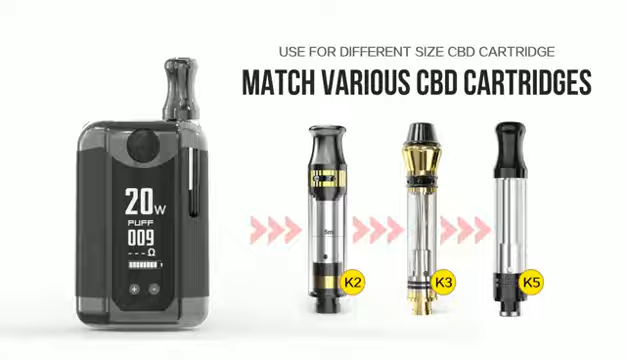 USE FOR DIFFERENT SIZE CBD CARTRIDGE
MATCH VARIOUS CBD CARTRIDGES
20W
PUFF
009
---Ω
+ -
K2
K3
K5